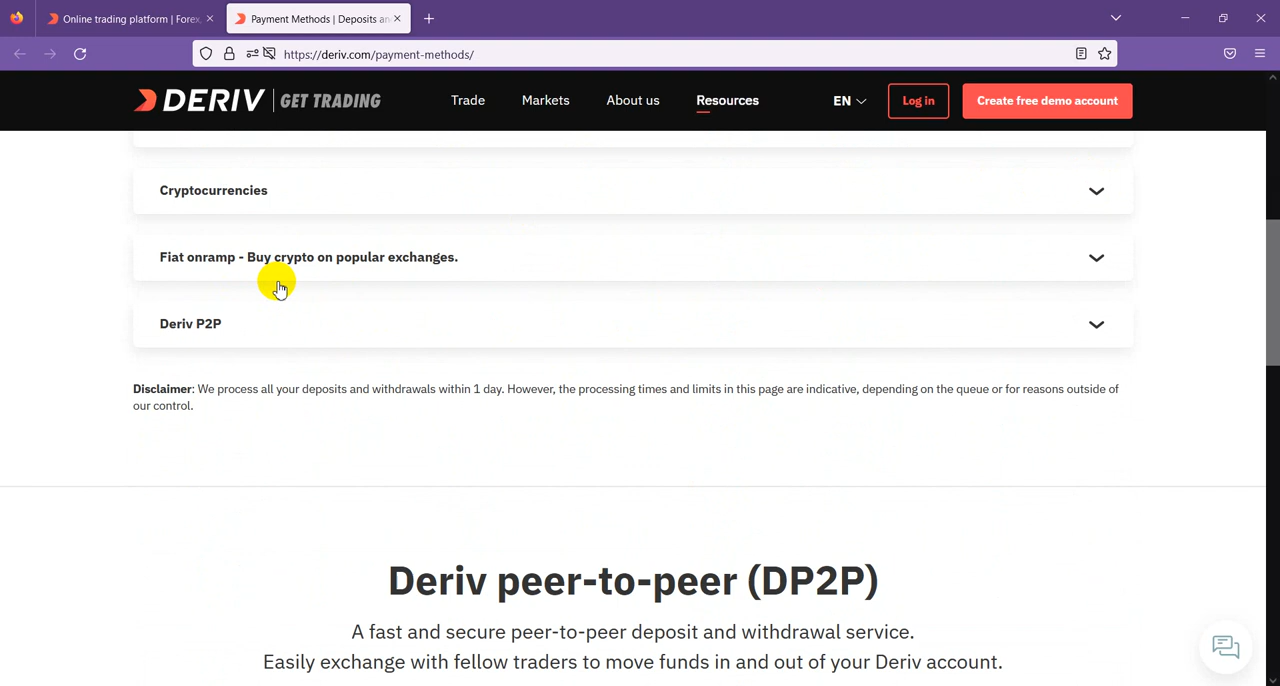 Online trading platform | Forex,
Payment Methods | Deposits an
https://deriv.com/payment-methods/
DERIV GET TRADING
Trade
Markets
About us
Resources
EN
Log in
Create free demo account
Cryptocurrencies
Fiat onramp - Buy crypto on popular exchanges.
Deriv P2P
Disclaimer: We process all your deposits and withdrawals within 1 day. However, the processing times and limits in this page are indicative, depending on the queue or for reasons outside of
our control.
Deriv peer-to-peer (DP2P)
A fast and secure peer-to-peer deposit and withdrawal service.
Easily exchange with fellow traders to move funds in and out of your Deriv account.